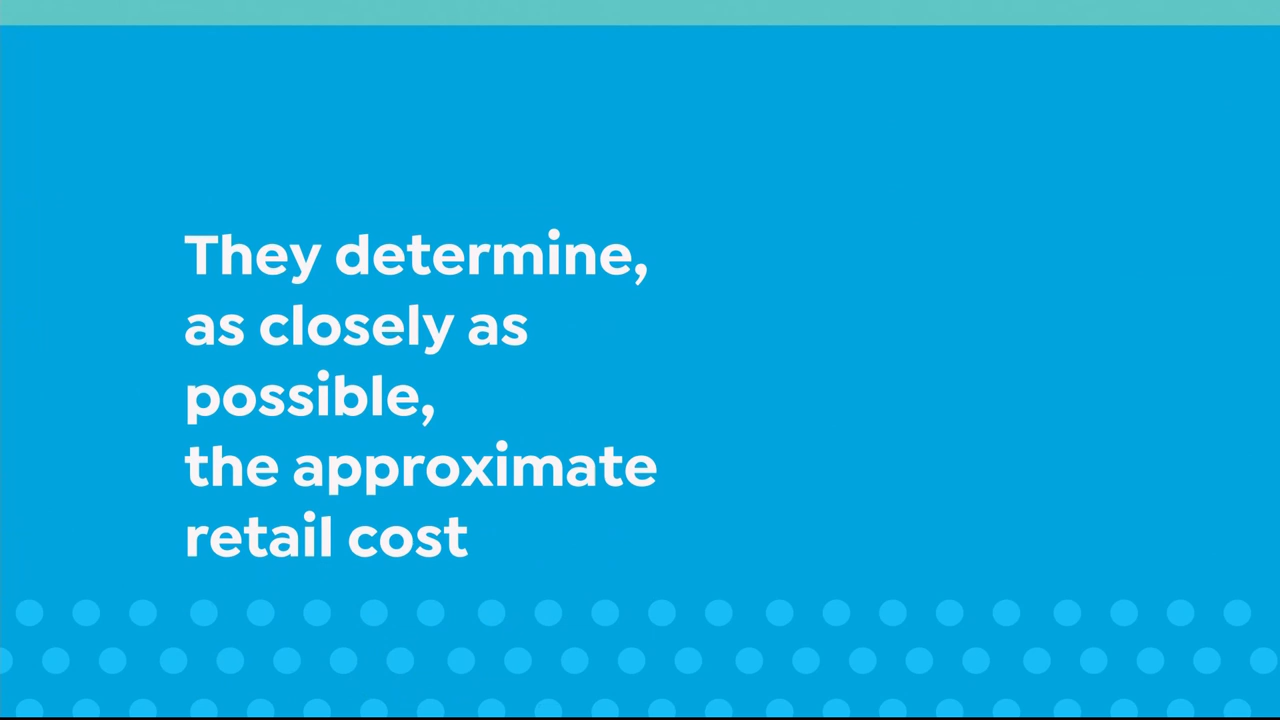 They determine,
as closely as
possible,
the approximate
retail cost